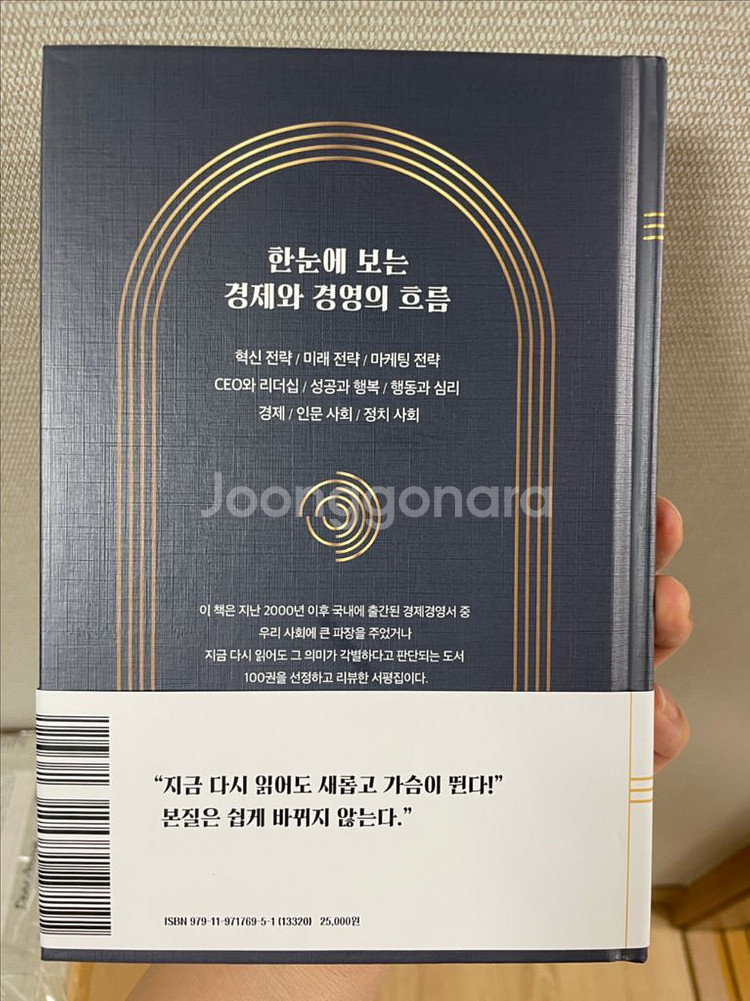 한눈에 보는
경제와 경영의 흐름
혁신 전략 / 미래 전략 / 마케팅 전략
CEO와 리더십 / 성공과 행복 / 행동과 심리
경제 / 인문 사회 / 정치 사회
Joonggonara
이 책은 지난 2000년 이후 국내에 출간된 경제경영서 중
우리 사회에 큰 파장을 주었거나
지금 다시 읽어도 그 의미가 각별하다고 판단되는 도서
100권을 선정하고 리뷰한 서평집이다.
“지금 다시 읽어도 새롭고 가슴이 뛴다!”
본질은 쉽게 바뀌지 않는다.”
ISBN 979-11-971769-5-1 (13320) 25,000원